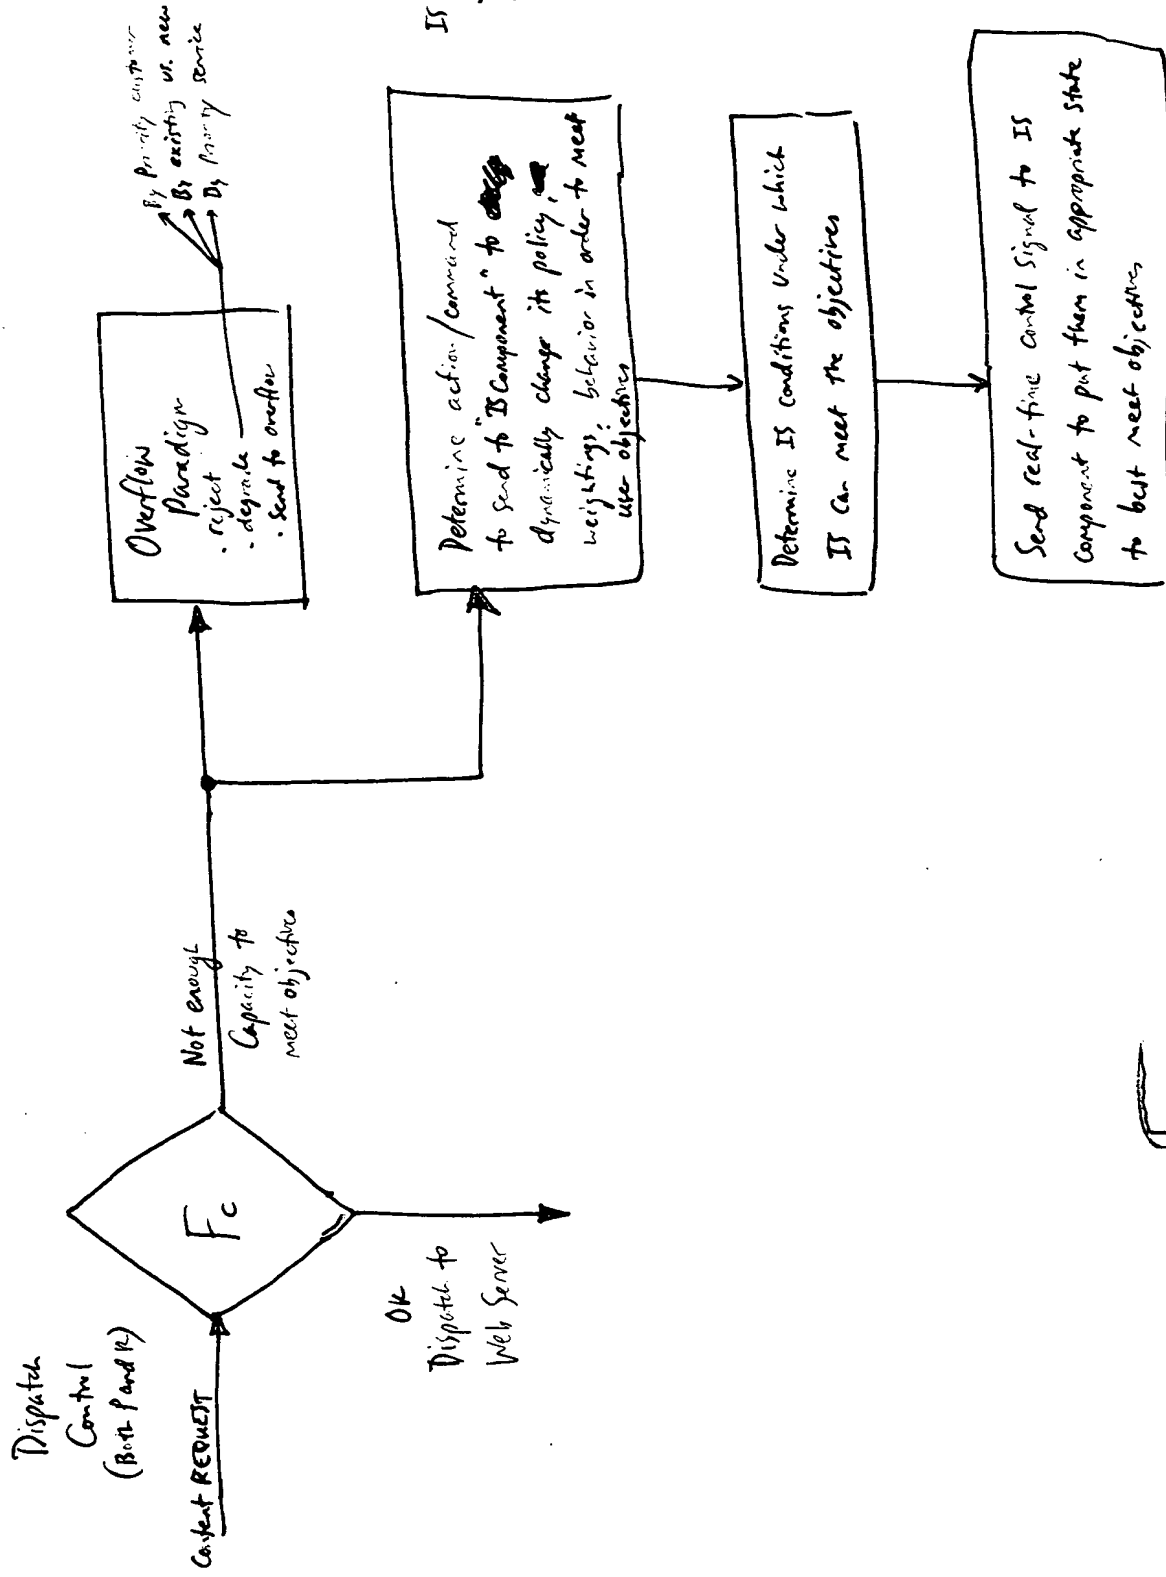 Dispatch
Control
(Both P and R)
Content REQUEST
Fc
OK
Dispatch to
Web Server
Not enough
Capacity to
meet objectives
Overflow
Paradigm
· reject
· degrade
· send to overflow
By Priority customer
By existing vs. new
By Priority service
IS
Determine action/command
to send to "IS Component" to
dynamically change its policy,
weightings, behavior in order to meet
user objectives
Determine IS conditions under which
IS can meet the objectives
Send real-time control signal to IS
Component to put them in appropriate state
to best meet objectives